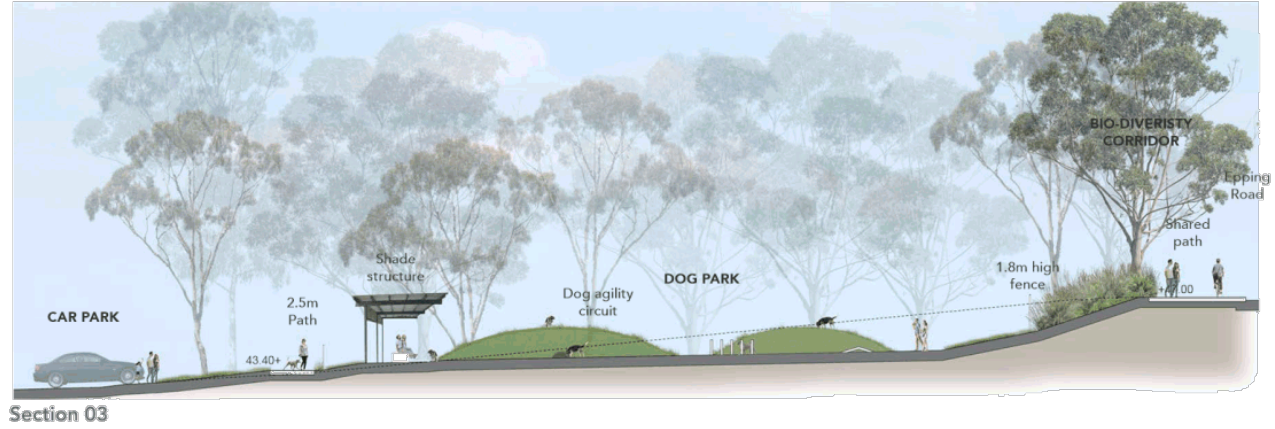 BIO-DIVERISTY
CORRIDOR
Epping
Road
Shared
path
Shade
structure
1.8m high
fence
DOG PARK
Dog agility
circuit
2.5m
Path
CAR PARK
43.40+
Section 03